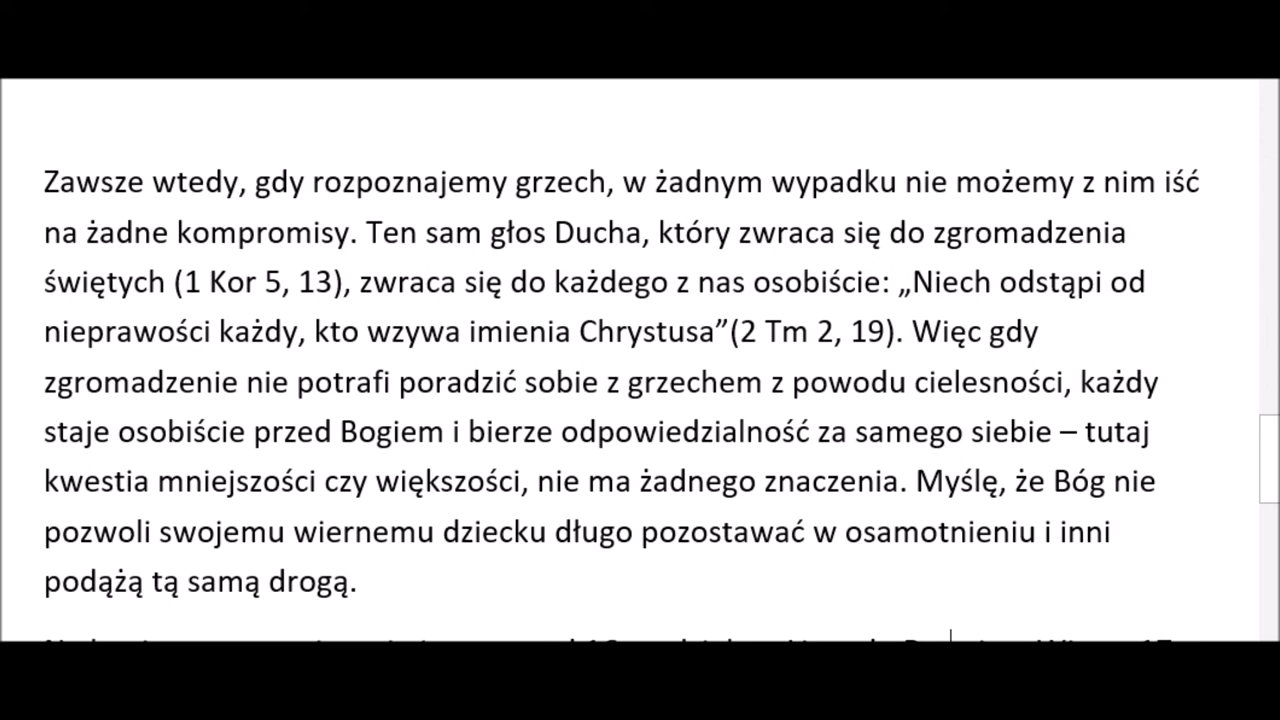 Zawsze wtedy, gdy rozpoznajemy grzech, w żadnym wypadku nie możemy z nim iść
na żadne kompromisy. Ten sam głos Ducha, który zwraca się do zgromadzenia
świętych (1 Kor 5, 13), zwraca się do każdego z nas osobiście: „Niech odstąpi od
nieprawości każdy, kto wzywa imienia Chrystusa”(2 Tm 2, 19). Więc gdy
zgromadzenie nie potrafi poradzić sobie z grzechem z powodu cielesności, każdy
staje osobiście przed Bogiem i bierze odpowiedzialność za samego siebie – tutaj
kwestia mniejszości czy większości, nie ma żadnego znaczenia. Myślę, że Bóg nie
pozwoli swojemu wiernemu dziecku długo pozostawać w osamotnieniu i inni
podążą tą samą drogą.